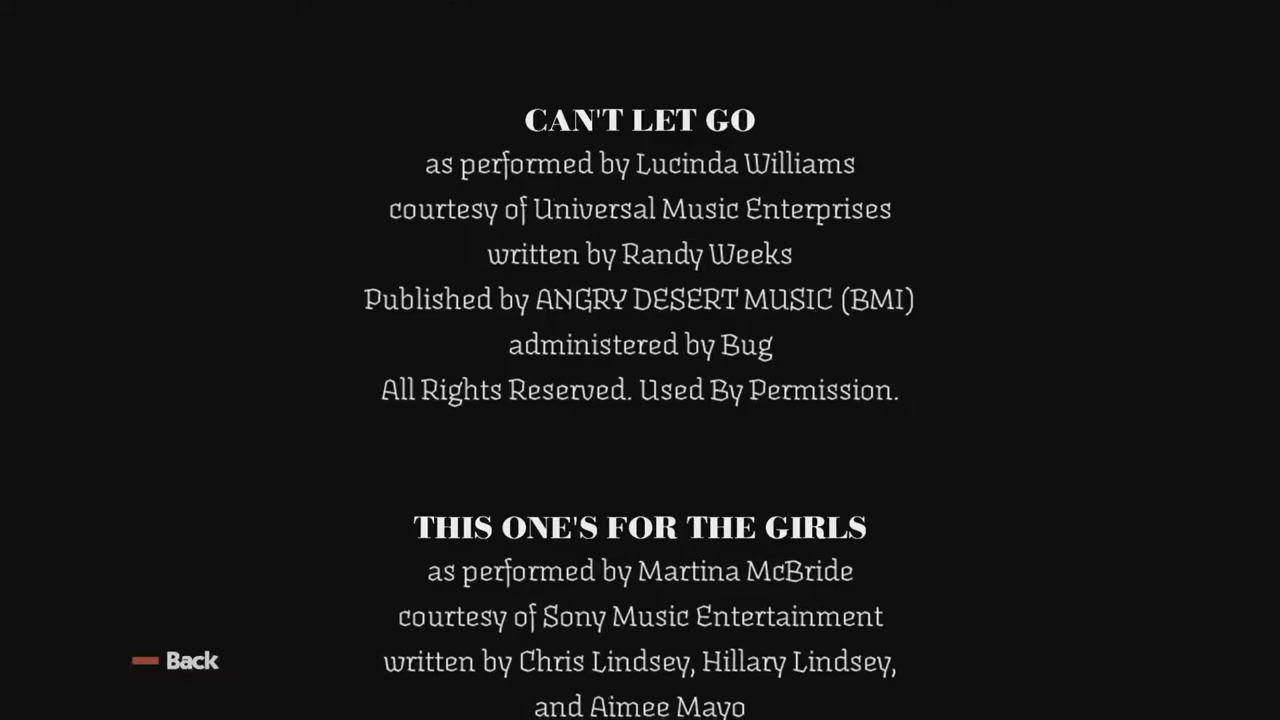 CAN'T LET GO
as performed by Lucinda Williams
courtesy of Universal Music Enterprises
written by Randy Weeks
Published by ANGRY DESERT MUSIC (BMI)
administered by Bug
All Rights Reserved. Used By Permission.
THIS ONE'S FOR THE GIRLS
as performed by Martina McBride
courtesy of Sony Music Entertainment
written by Chris Lindsey, Hillary Lindsey,
and Aimee Mayo
Back